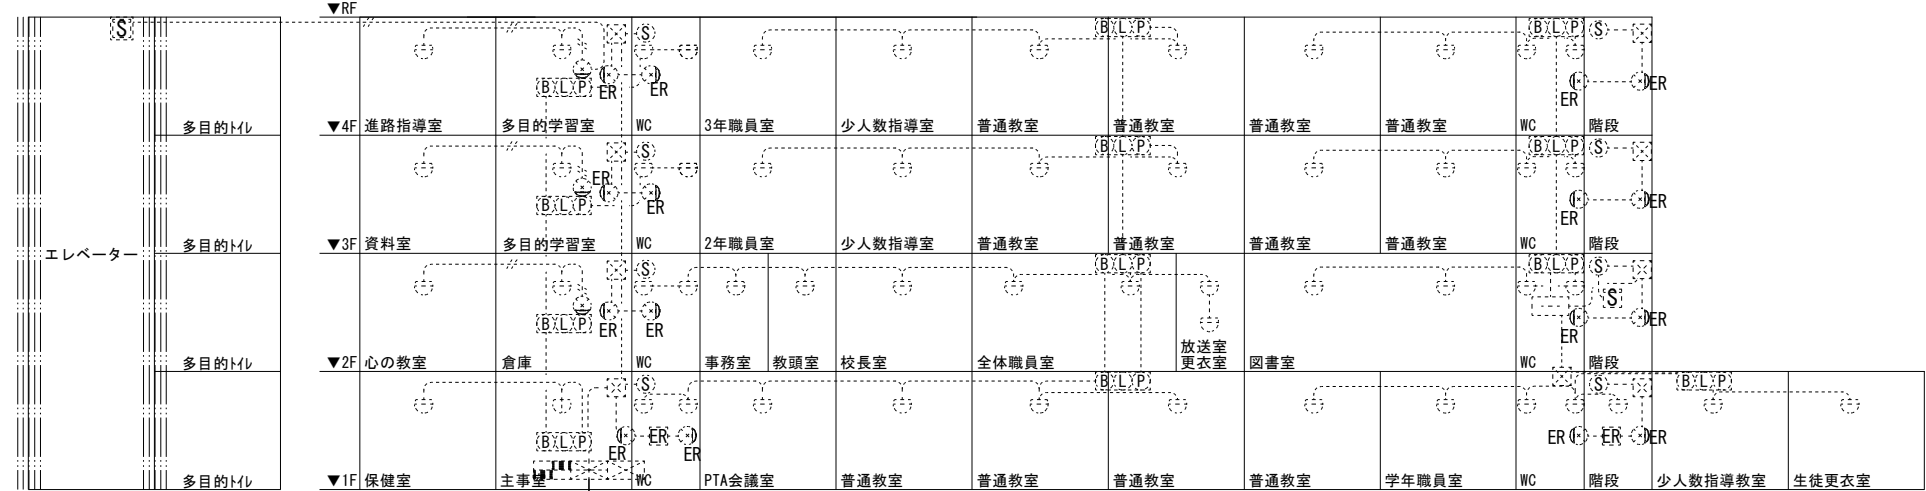 ▼RF
S
S
B L P
B L P
S
B L P
ER
ER
ER
ER
多目的ﾄｲﾚ
▼4F 進路指導室 多目的学習室 WC 3年職員室 少人数指導室 普通教室 普通教室 普通教室 普通教室 WC 階段
S
B L P
B L P
S
ER
B L P
ER
ER
ER
多目的ﾄｲﾚ
▼3F 資料室 多目的学習室 WC 2年職員室 少人数指導室 普通教室 普通教室 普通教室 普通教室 WC 階段
エレベーター
S
B L P
B L P
S
S
B L P
ER
ER
ER
ER
放送室
多目的ﾄｲﾚ
▼2F 心の教室 倉庫 WC 事務室 教頭室 校長室 全体職員室 更衣室 図書室 WC 階段
S
B L P
S
B L P
B L P
ER
ER
ER
ER
ER
ER
多目的ﾄｲﾚ
▼1F 保健室 主事室 WC PTA会議室 普通教室 普通教室 普通教室 普通教室 学年職員室 WC 階段 少人数指導教室 生徒更衣室